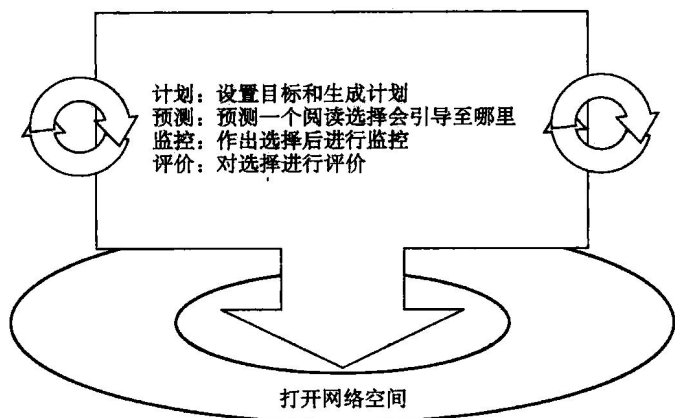 计划：设置目标和生成计划
预测：预测一个阅读选择会引导至哪里
监控：作出选择后进行监控
评价：对选择进行评价
打开网络空间